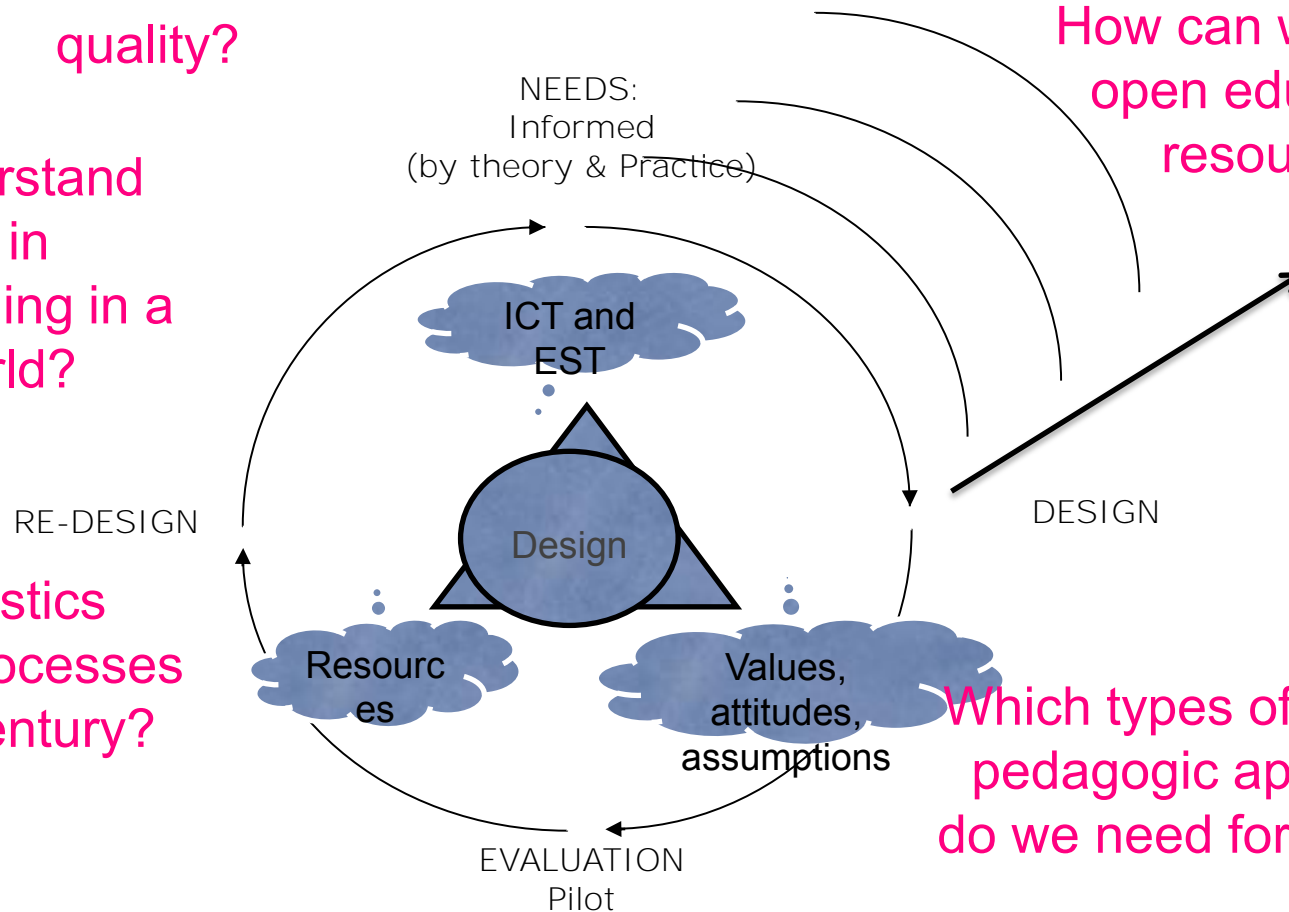 quality?
How can w
open edu
resou
NEEDS:
Informed
(by theory & Practice)
rstand
in
ing in a
rld?
ICT and
EST
RE-DESIGN
Design
DESIGN
stics
ocesses
entury?
Resourc
es
Values,
attitudes,
assumptions
Which types of
pedagogic ap
do we need for
EVALUATION
Pilot